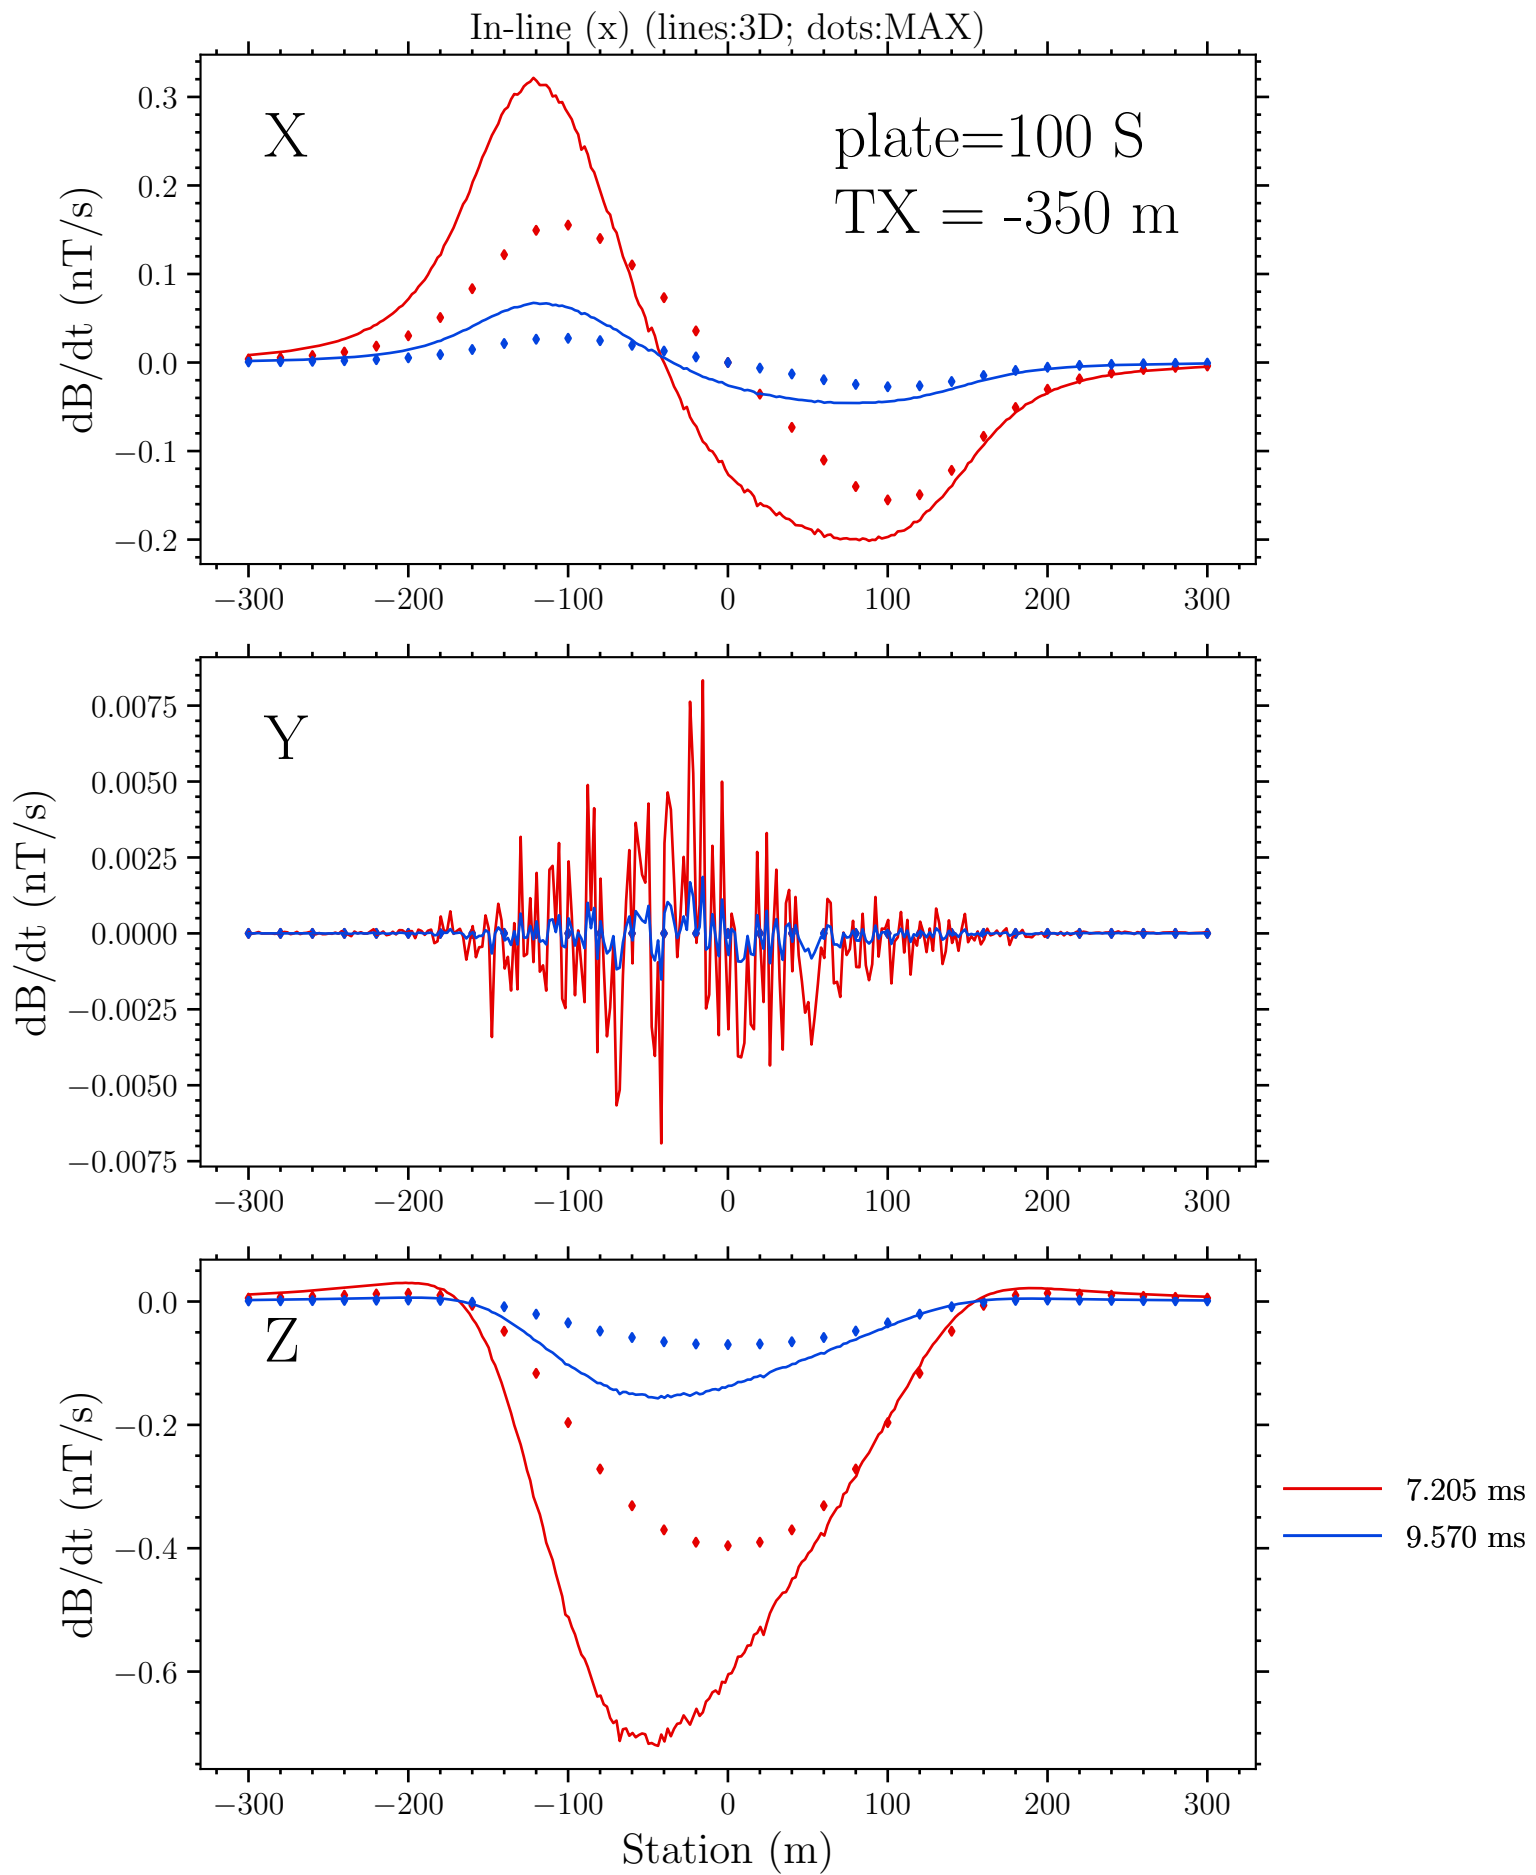 In-line (x) (lines:3D; dots:MAX)
X
plate=100 S
TX = -350 m
dB/dt (nT/s)
0.3
0.2
0.1
0.0
−0.1
−0.2
−300 −200 −100 0 100 200 300
Y
dB/dt (nT/s)
0.0075
0.0050
0.0025
0.0000
−0.0025
−0.0050
−0.0075
−300 −200 −100 0 100 200 300
Z
dB/dt (nT/s)
0.0
−0.2
−0.4
−0.6
−300 −200 −100 0 100 200 300
Station (m)
7.205 ms
9.570 ms